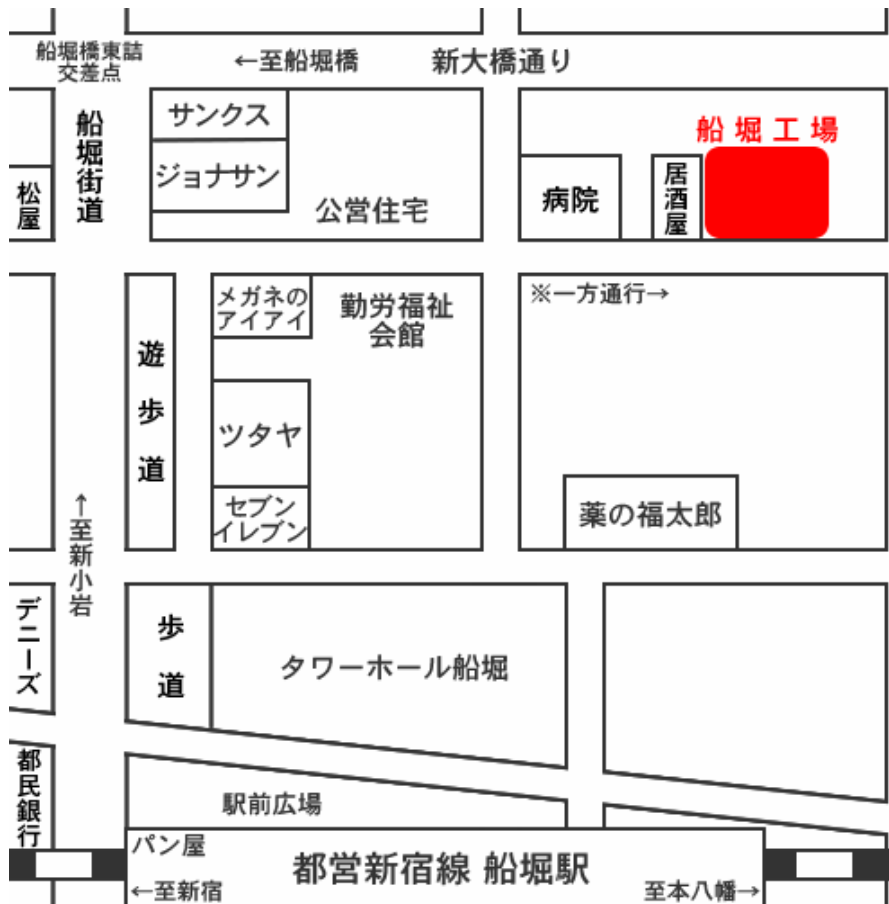 船堀橋東詰
交差点
←至船堀橋
新大橋通り
船堀街道
サンクス
ジョナサン
松屋
公営住宅
船堀工場
病院
居酒屋
メガネの
アイアイ
勤労福祉
会館
※一方通行→
遊歩道
ツタヤ
セブン
イレブン
薬の福太郎
↑至新小岩
デニーズ
歩道
タワーホール船堀
都民銀行
駅前広場
パン屋
都営新宿線 船堀駅
←至新宿
至本八幡→